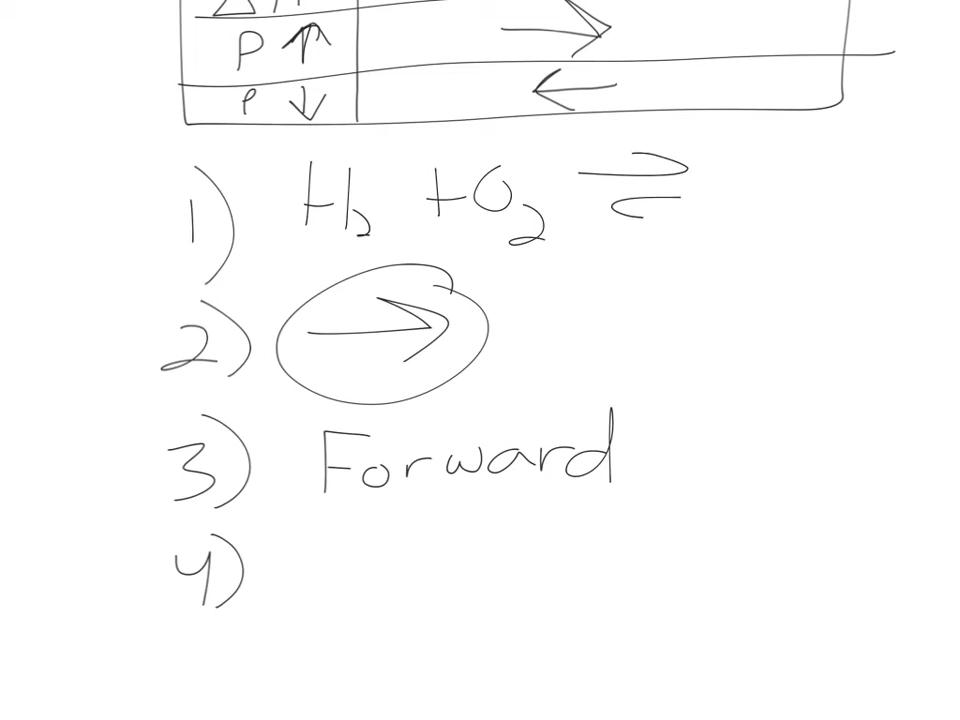 P ↑ →
P ↓ ←
1) H₂ + O₂ ⇌
2) →
3) Forward
4)